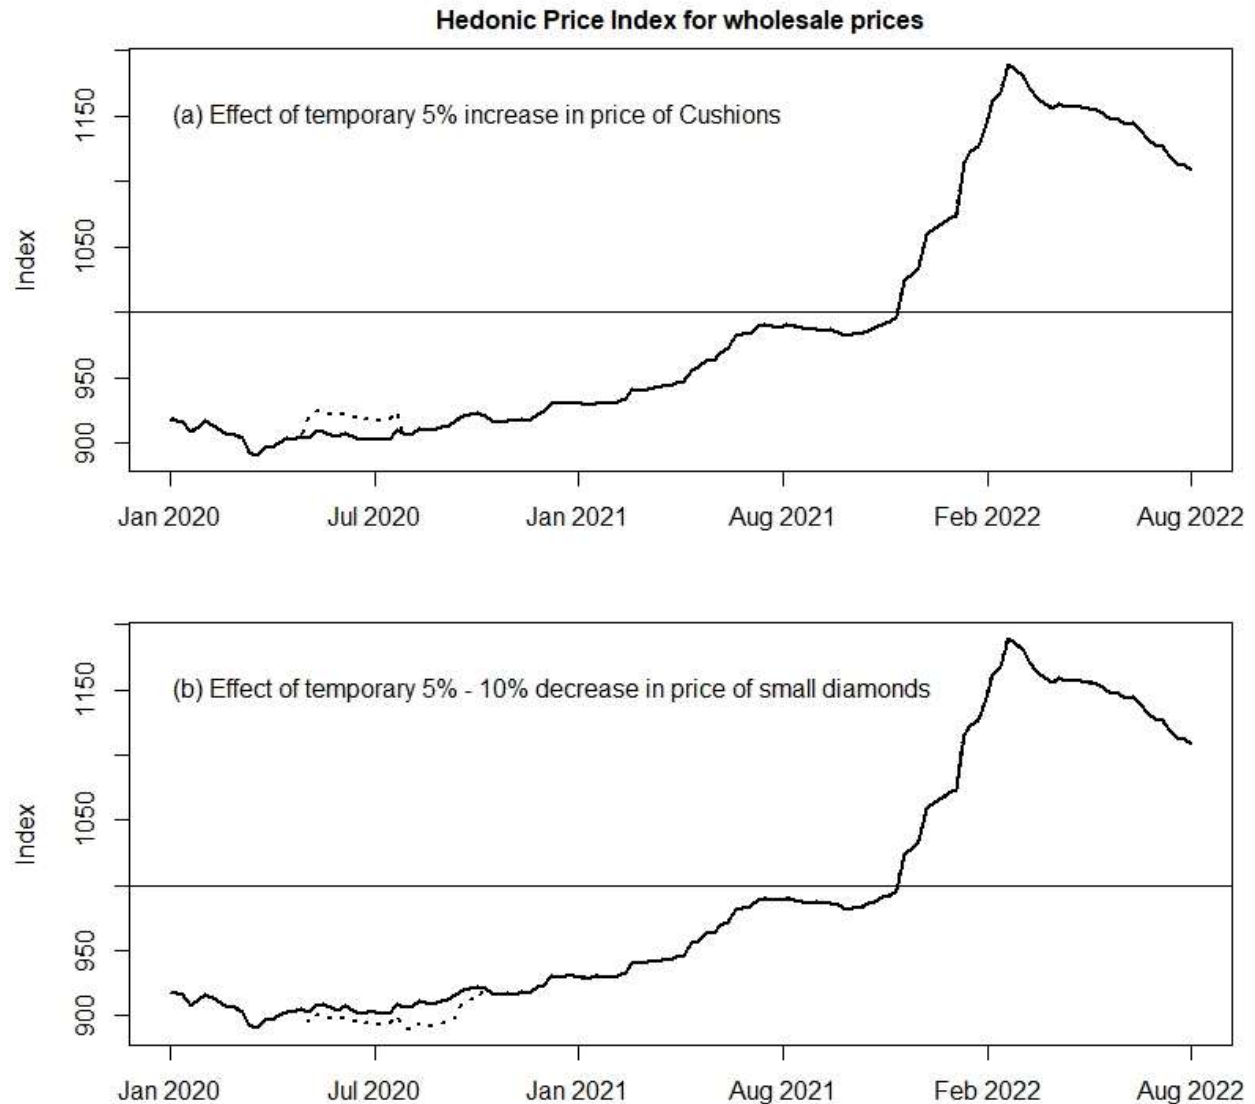 Hedonic Price Index for wholesale prices
(a) Effect of temporary 5% increase in price of Cushions
Index
1150
1050
950
900
Jan 2020 Jul 2020 Jan 2021 Aug 2021 Feb 2022 Aug 2022
(b) Effect of temporary 5% - 10% decrease in price of small diamonds
Index
1150
1050
950
900
Jan 2020 Jul 2020 Jan 2021 Aug 2021 Feb 2022 Aug 2022